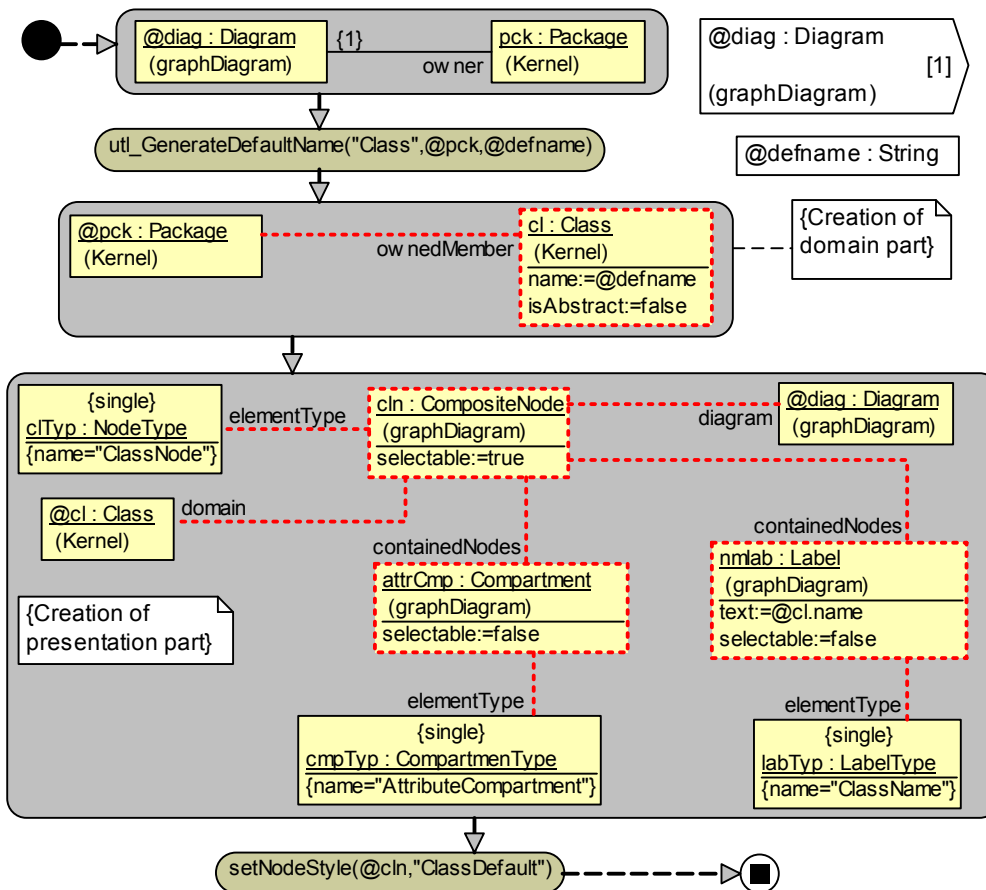 @diag : Diagram
(graphDiagram)
{1}
owner
pck : Package
(Kernel)
@diag : Diagram
[1]
(graphDiagram)
utl_GenerateDefaultName("Class",@pck,@defname)
@defname : String
@pck : Package
(Kernel)
ownedMember
cl : Class
(Kernel)
name:=@defname
isAbstract:=false
{Creation of
domain part}
{single}
clTyp : NodeType
{name="ClassNode"}
elementType
cln : CompositeNode
(graphDiagram)
selectable:=true
diagram
@diag : Diagram
(graphDiagram)
@cl : Class
(Kernel)
domain
containedNodes
attrCmp : Compartment
(graphDiagram)
selectable:=false
containedNodes
nmlab : Label
(graphDiagram)
text:=@cl.name
selectable:=false
{Creation of
presentation part}
elementType
{single}
cmpTyp : CompartmenType
{name="AttributeCompartment"}
elementType
{single}
labTyp : LabelType
{name="ClassName"}
setNodeStyle(@cln,"ClassDefault")